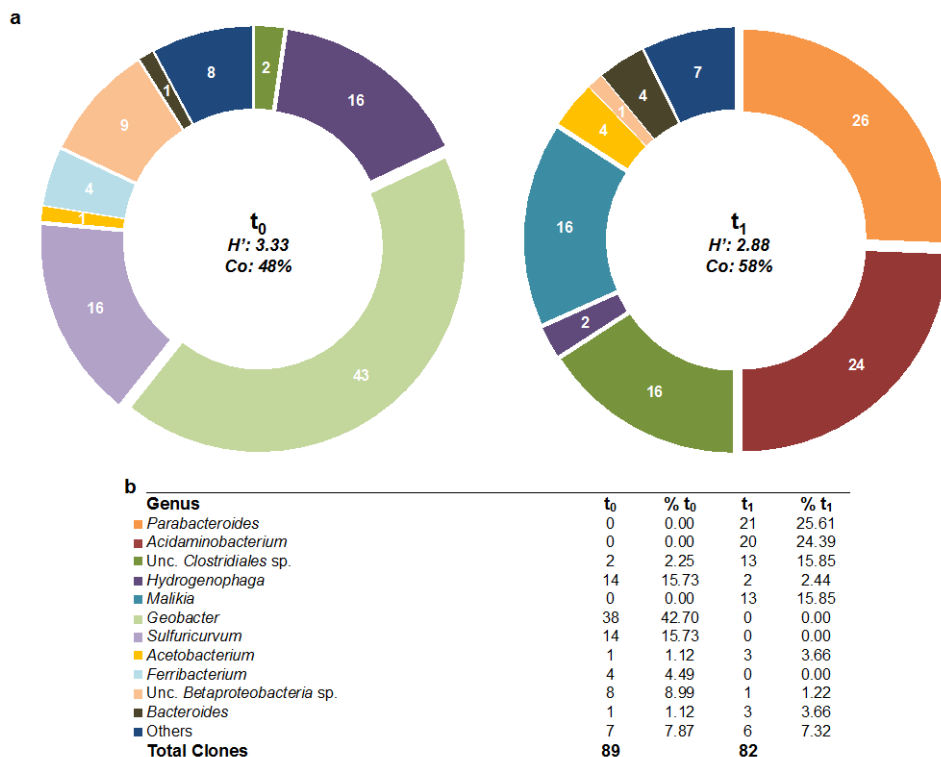 a
8
2
16
1
9
4
1
16
43
t0
H': 3.33
Co: 48%
7
26
4
1
4
16
2
16
24
t1
H': 2.88
Co: 58%
b
Genus t0 % t0 t1 % t1
Parabacteroides 0 0.00 21 25.61
Acidaminobacterium 0 0.00 20 24.39
Unc. Clostridiales sp. 2 2.25 13 15.85
Hydrogenophaga 14 15.73 2 2.44
Malikia 0 0.00 13 15.85
Geobacter 38 42.70 0 0.00
Sulfuricurvum 14 15.73 0 0.00
Acetobacterium 1 1.12 3 3.66
Ferribacterium 4 4.49 0 0.00
Unc. Betaproteobacteria sp. 8 8.99 1 1.22
Bacteroides 1 1.12 3 3.66
Others 7 7.87 6 7.32
Total Clones 89 82